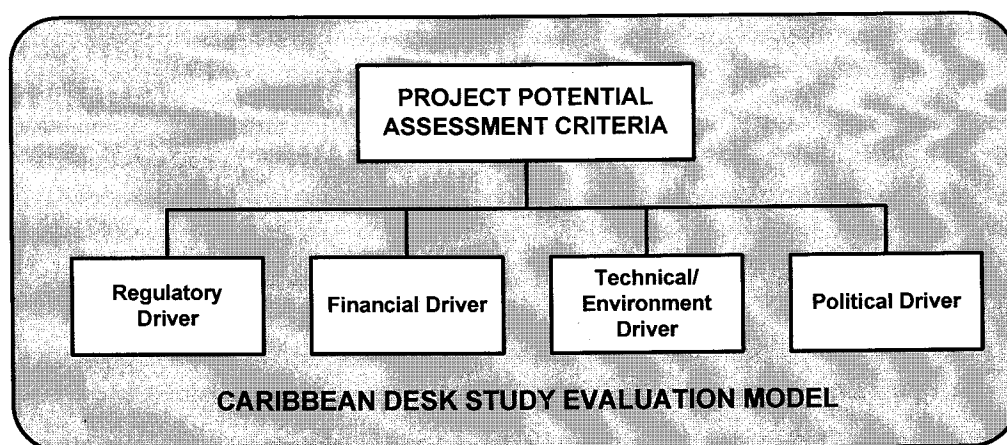 PROJECT POTENTIAL
ASSESSMENT CRITERIA
Regulatory
Driver
Financial Driver
Technical/
Environment
Driver
Political Driver
CARIBBEAN DESK STUDY EVALUATION MODEL